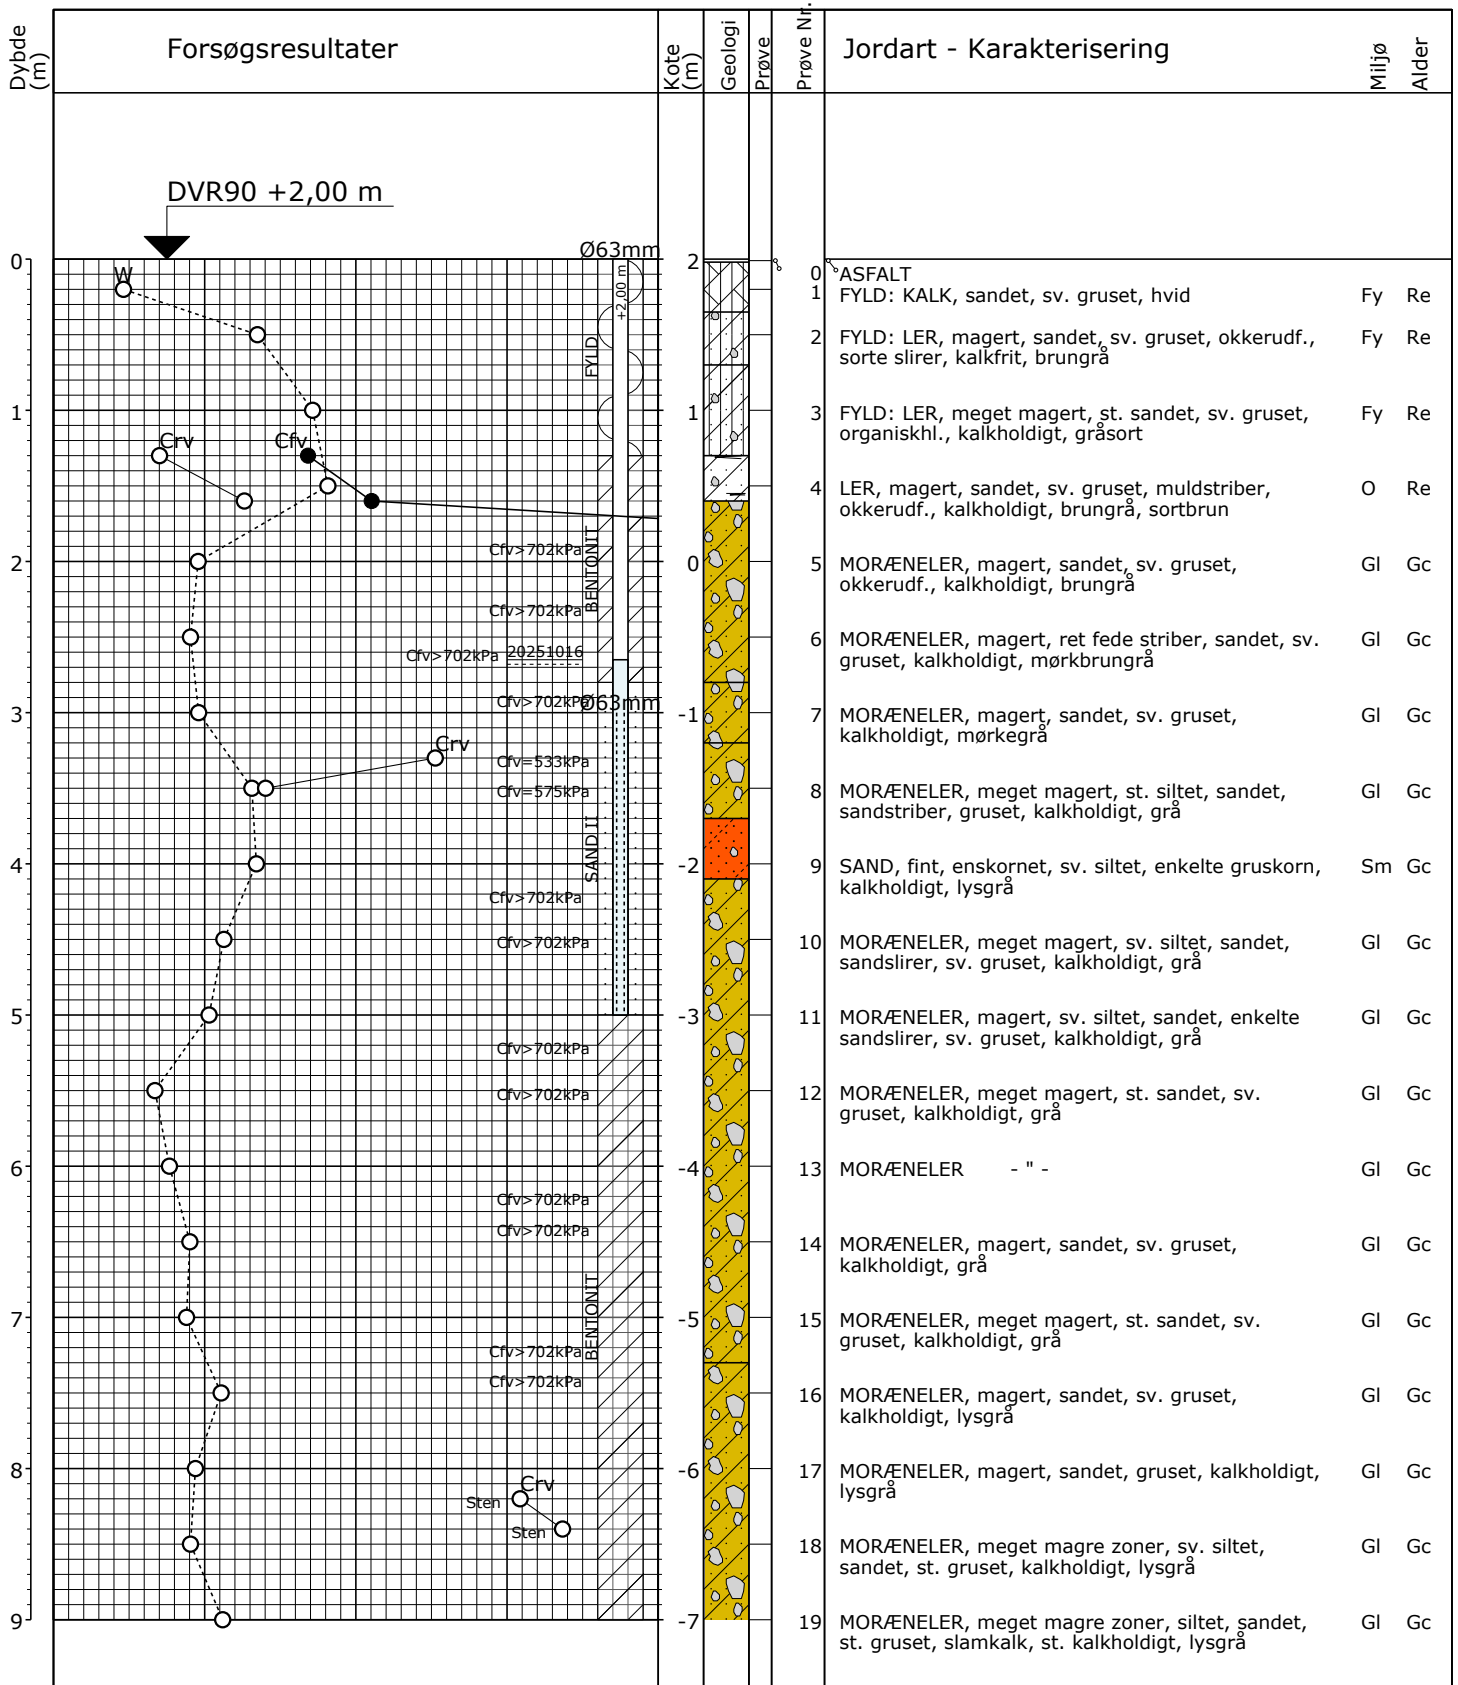 Dybde (m)
Forsøgsresultater
Kote (m)
Geologi
Prøve
Prøve Nr.
Jordart - Karakterisering
Miljø
Alder
DVR90 +2,00 m
Ø63mm
0 2 0 ASFALT
W
+2,00 m
1 FYLD: KALK, sandet, sv. gruset, hvid Fy Re
2 FYLD: LER, magert, sandet, sv. gruset, okkerudf., Fy Re
sorte slirer, kalkfrit, brungrå
FYLD
1 1 3 FYLD: LER, meget magert, st. sandet, sv. gruset, Fy Re
organiskhl., kalkholdigt, gråsort
Crv Cfv
4 LER, magert, sandet, sv. gruset, muldstriber, O Re
okkerudf., kalkholdigt, brungrå, sortbrun
Cfv>702kPa
BENTONIT
2 0 5 MORÆNELER, magert, sandet, sv. gruset, Gl Gc
okkerudf., kalkholdigt, brungrå
Cfv>702kPa
6 MORÆNELER, magert, ret fede striber, sandet, sv. Gl Gc
gruset, kalkholdigt, mørkbrungrå
Cfv>702kPa 20251016
Cfv>702kPa Ø63mm
3 -1 7 MORÆNELER, magert, sandet, sv. gruset, Gl Gc
kalkholdigt, mørkegrå
Crv
Cfv=533kPa
Cfv=575kPa
8 MORÆNELER, meget magert, st. siltet, sandet, Gl Gc
sandstriber, gruset, kalkholdigt, grå
SAND II
4 -2 9 SAND, fint, enskornet, sv. siltet, enkelte gruskorn, Sm Gc
kalkholdigt, lysgrå
Cfv>702kPa
Cfv>702kPa
10 MORÆNELER, meget magert, sv. siltet, sandet, Gl Gc
sandslirer, sv. gruset, kalkholdigt, grå
5 -3 11 MORÆNELER, magert, sv. siltet, sandet, enkelte Gl Gc
sandslirer, sv. gruset, kalkholdigt, grå
Cfv>702kPa
Cfv>702kPa
12 MORÆNELER, meget magert, st. sandet, sv. Gl Gc
gruset, kalkholdigt, grå
6 -4 13 MORÆNELER - " - Gl Gc
Cfv>702kPa
Cfv>702kPa
14 MORÆNELER, magert, sandet, sv. gruset, Gl Gc
kalkholdigt, grå
BENTONIT
7 -5 15 MORÆNELER, meget magert, st. sandet, sv. Gl Gc
gruset, kalkholdigt, grå
Cfv>702kPa
Cfv>702kPa
16 MORÆNELER, magert, sandet, sv. gruset, Gl Gc
kalkholdigt, lysgrå
8 -6 17 MORÆNELER, magert, sandet, gruset, kalkholdigt, Gl Gc
lysgrå
Crv
Sten
Sten
18 MORÆNELER, meget magre zoner, sv. siltet, Gl Gc
sandet, st. gruset, kalkholdigt, lysgrå
9 -7 19 MORÆNELER, meget magre zoner, siltet, sandet, Gl Gc
st. gruset, slamkalk, st. kalkholdigt, lysgrå